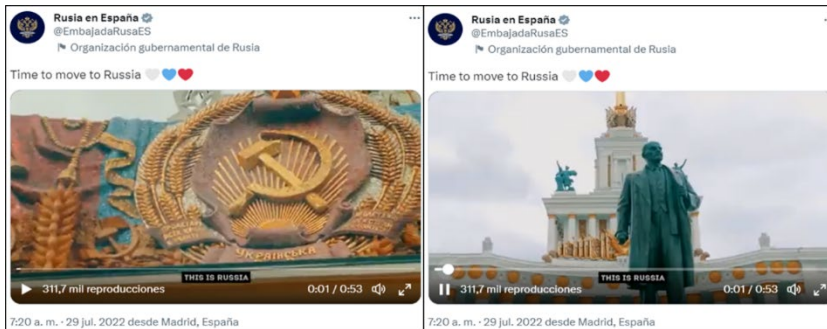 Rusia en España
@EmbajadaRusaES
Organización gubernamental de Rusia
Time to move to Russia 🤍💙❤️
УКРАЇНСЬКА
THIS IS RUSSIA
311,7 mil reproducciones
0:01 / 0:53
7:20 a. m. · 29 jul. 2022 desde Madrid, España
Rusia en España
@EmbajadaRusaES
Organización gubernamental de Rusia
Time to move to Russia 🤍💙❤️
THIS IS RUSSIA
311,7 mil reproducciones
0:01 / 0:53
7:20 a. m. · 29 jul. 2022 desde Madrid, España